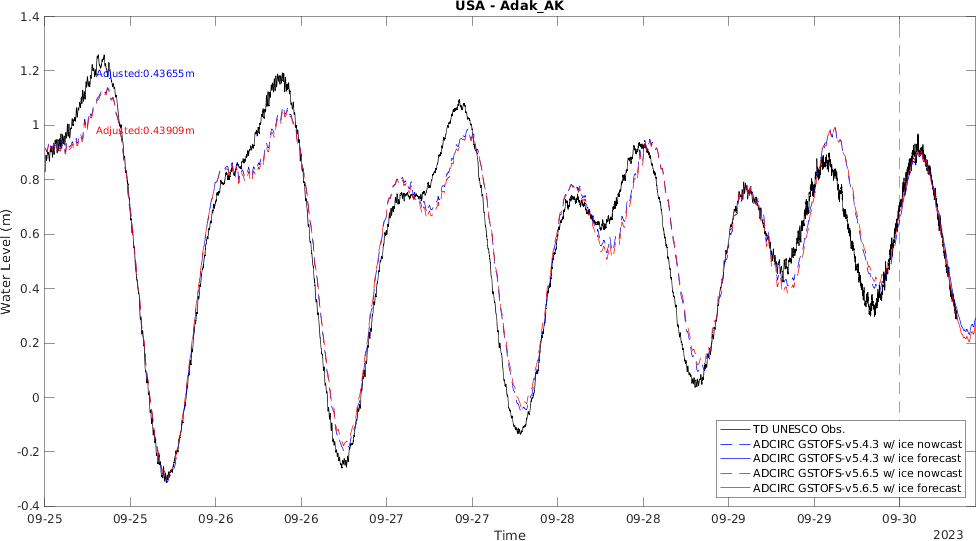 USA - Adak_AK
1.4
1.2
1
0.8
0.6
0.4
0.2
0
-0.2
-0.4
Water Level (m)
Adjusted:0.43655m
Adjusted:0.43909m
TD UNESCO Obs.
ADCIRC GSTOFS-v5.4.3 w/ ice nowcast
ADCIRC GSTOFS-v5.4.3 w/ ice forecast
ADCIRC GSTOFS-v5.6.5 w/ ice nowcast
ADCIRC GSTOFS-v5.6.5 w/ ice forecast
09-25 09-25 09-26 09-26 09-27 09-27 09-28 09-28 09-29 09-29 09-30
Time
2023